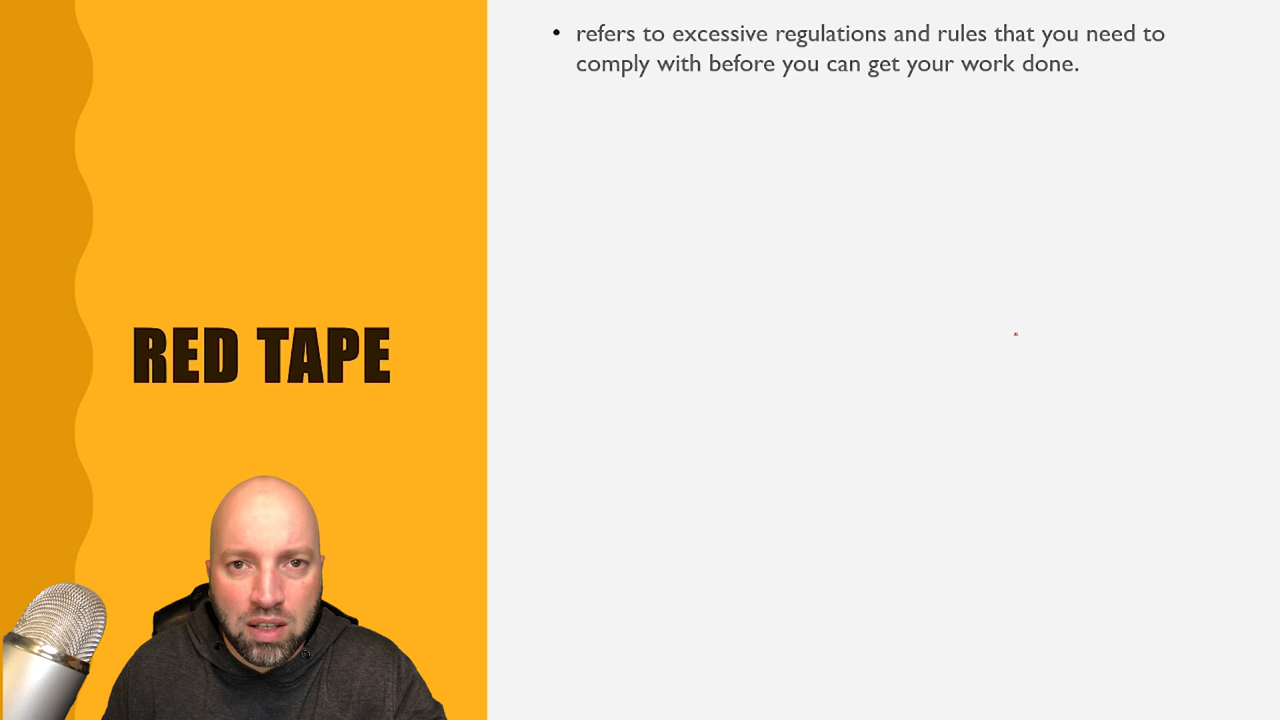 • refers to excessive regulations and rules that you need to
comply with before you can get your work done.
RED TAPE